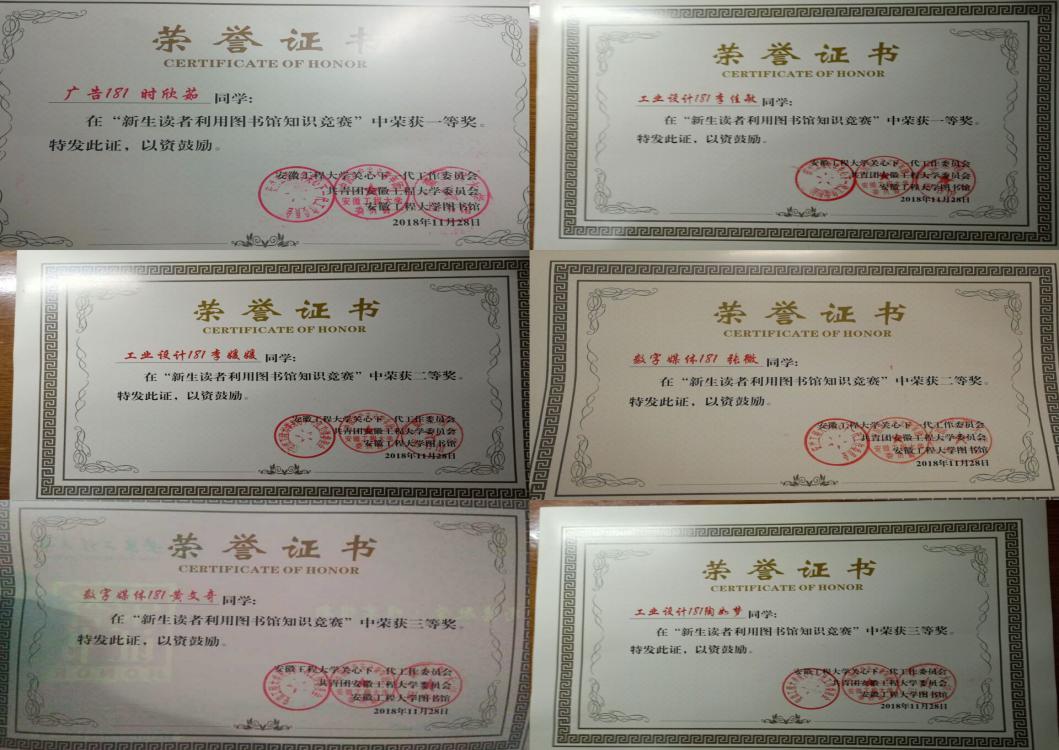 荣誉证书
CERTIFICATE OF HONOR
广告181 时欣茹 同学:
在“新生读者利用图书馆知识竞赛”中荣获一等奖。
特发此证，以资鼓励。
安徽工程大学关心下一代工作委员会
共青团安徽工程大学委员会
安徽工程大学图书馆
2018年11月28日
荣誉证书
CERTIFICATE OF HONOR
工业设计181 李佳敏 同学:
在“新生读者利用图书馆知识竞赛”中荣获一等奖。
特发此证，以资鼓励。
安徽工程大学关心下一代工作委员会
共青团安徽工程大学委员会
安徽工程大学图书馆
2018年11月28日
荣誉证书
CERTIFICATE OF HONOR
工业设计181 李媛媛 同学:
在“新生读者利用图书馆知识竞赛”中荣获二等奖。
特发此证，以资鼓励。
安徽工程大学关心下一代工作委员会
共青团安徽工程大学委员会
安徽工程大学图书馆
2018年11月28日
荣誉证书
CERTIFICATE OF HONOR
数字媒体181 张微 同学:
在“新生读者利用图书馆知识竞赛”中荣获二等奖。
特发此证，以资鼓励。
安徽工程大学关心下一代工作委员会
共青团安徽工程大学委员会
安徽工程大学图书馆
2018年11月28日
荣誉证书
CERTIFICATE OF HONOR
数字媒体181 黄文奇 同学:
在“新生读者利用图书馆知识竞赛”中荣获三等奖。
特发此证，以资鼓励。
安徽工程大学关心下一代工作委员会
共青团安徽工程大学委员会
安徽工程大学图书馆
2018年11月28日
荣誉证书
CERTIFICATE OF HONOR
工业设计181 陶如梦 同学:
在“新生读者利用图书馆知识竞赛”中荣获三等奖。
特发此证，以资鼓励。
安徽工程大学关心下一代工作委员会
共青团安徽工程大学委员会
安徽工程大学图书馆
2018年11月28日